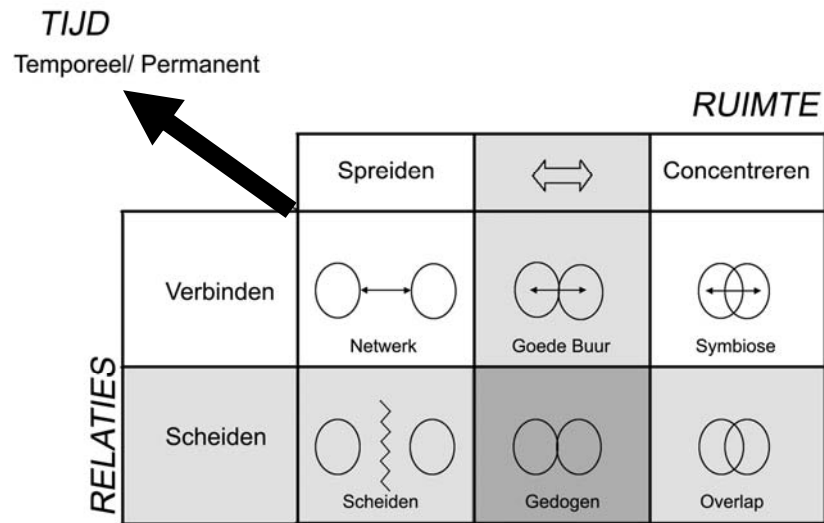 TIJD
Temporeel/ Permanent
RUIMTE
Spreiden
Concentreren
RELATIES
Verbinden
Netwerk
Goede Buur
Symbiose
Scheiden
Scheiden
Gedogen
Overlap